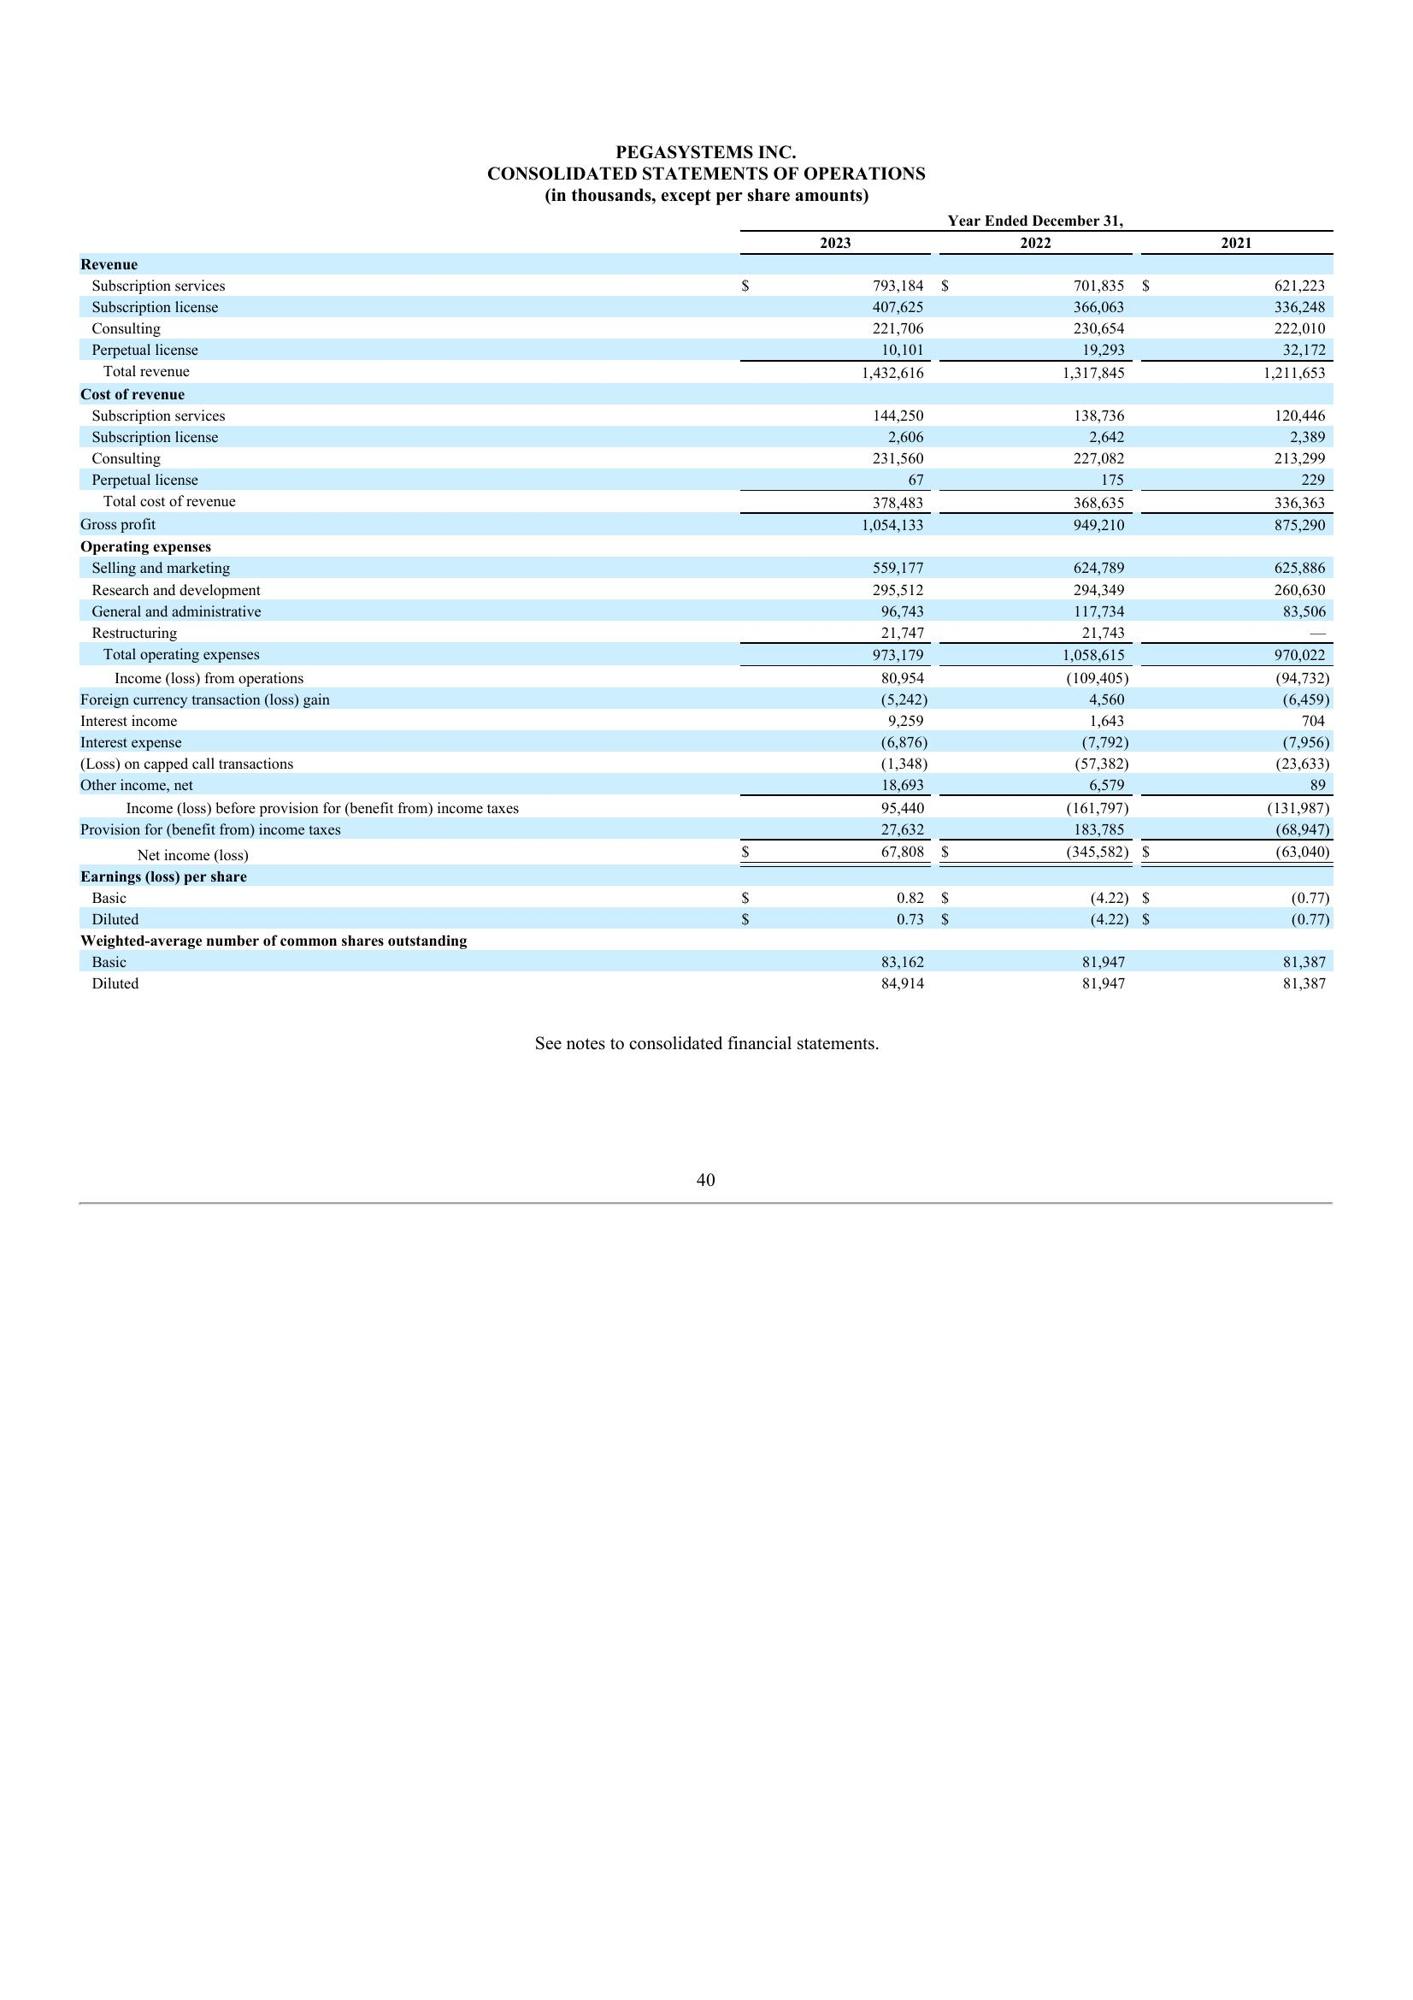 PEGASYSTEMS INC.
CONSOLIDATED STATEMENTS OF OPERATIONS
(in thousands, except per share amounts)
Year Ended December 31,
2023 2022 2021
Revenue
Subscription services $ 793,184 $ 701,835 $ 621,223
Subscription license 407,625 366,063 336,248
Consulting 221,706 230,654 222,010
Perpetual license 10,101 19,293 32,172
Total revenue 1,432,616 1,317,845 1,211,653
Cost of revenue
Subscription services 144,250 138,736 120,446
Subscription license 2,606 2,642 2,389
Consulting 231,560 227,082 213,299
Perpetual license 67 175 229
Total cost of revenue 378,483 368,635 336,363
Gross profit 1,054,133 949,210 875,290
Operating expenses
Selling and marketing 559,177 624,789 625,886
Research and development 295,512 294,349 260,630
General and administrative 96,743 117,734 83,506
Restructuring 21,747 21,743 —
Total operating expenses 973,179 1,058,615 970,022
Income (loss) from operations 80,954 (109,405) (94,732)
Foreign currency transaction (loss) gain (5,242) 4,560 (6,459)
Interest income 9,259 1,643 704
Interest expense (6,876) (7,792) (7,956)
(Loss) on capped call transactions (1,348) (57,382) (23,633)
Other income, net 18,693 6,579 89
Income (loss) before provision for (benefit from) income taxes 95,440 (161,797) (131,987)
Provision for (benefit from) income taxes 27,632 183,785 (68,947)
Net income (loss) $ 67,808 $ (345,582) $ (63,040)
Earnings (loss) per share
Basic $ 0.82 $ (4.22) $ (0.77)
Diluted $ 0.73 $ (4.22) $ (0.77)
Weighted-average number of common shares outstanding
Basic 83,162 81,947 81,387
Diluted 84,914 81,947 81,387
See notes to consolidated financial statements.
40